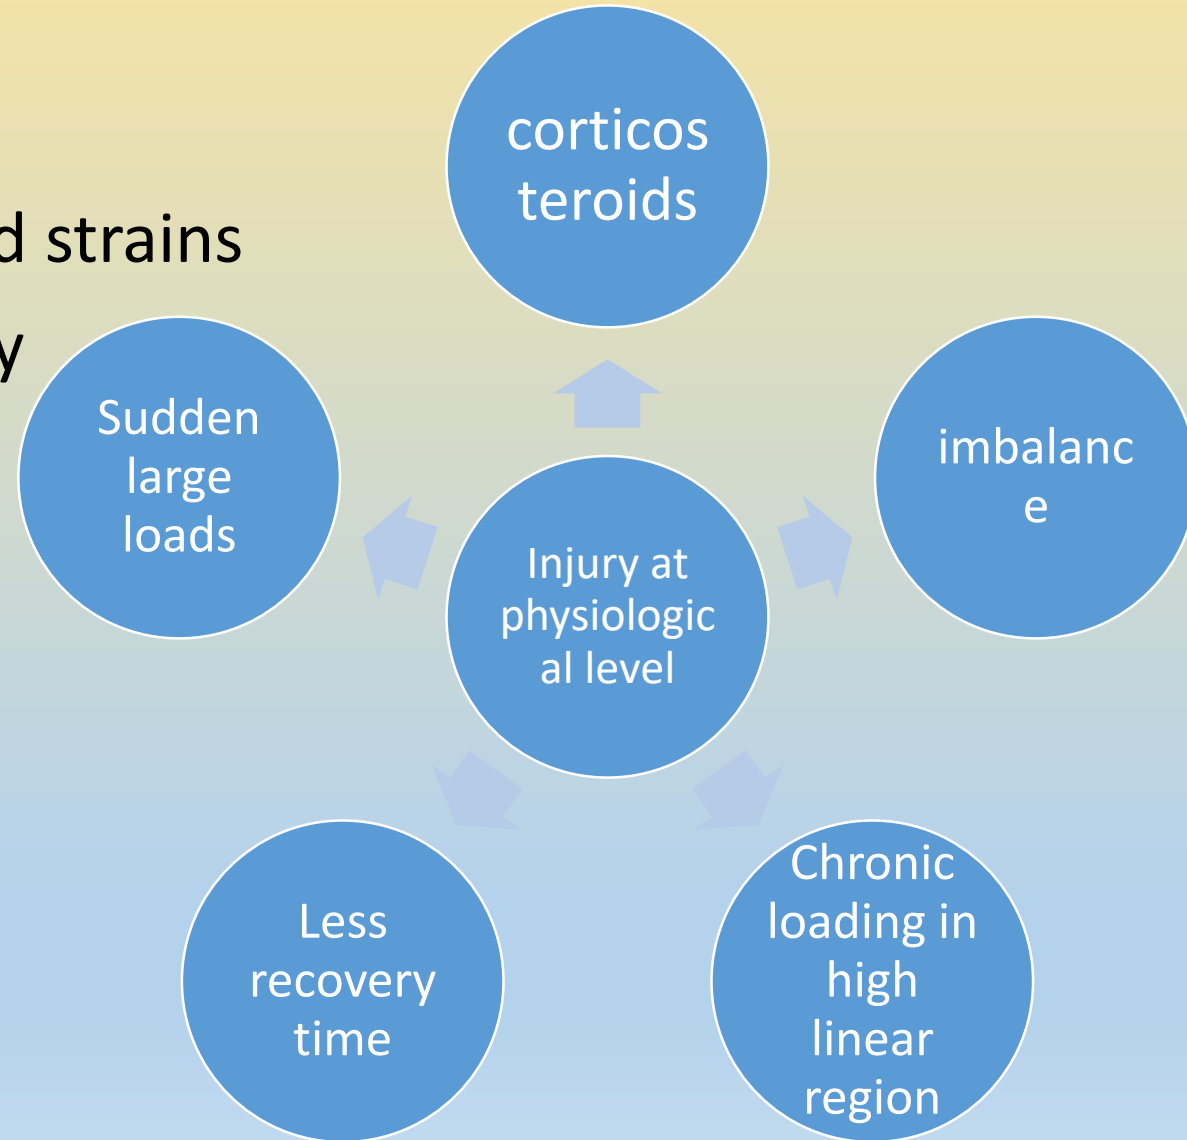 d strains
y
corticos
teroids
Sudden
large
loads
imbalanc
e
Injury at
physiologic
al level
Less
recovery
time
Chronic
loading in
high
linear
region